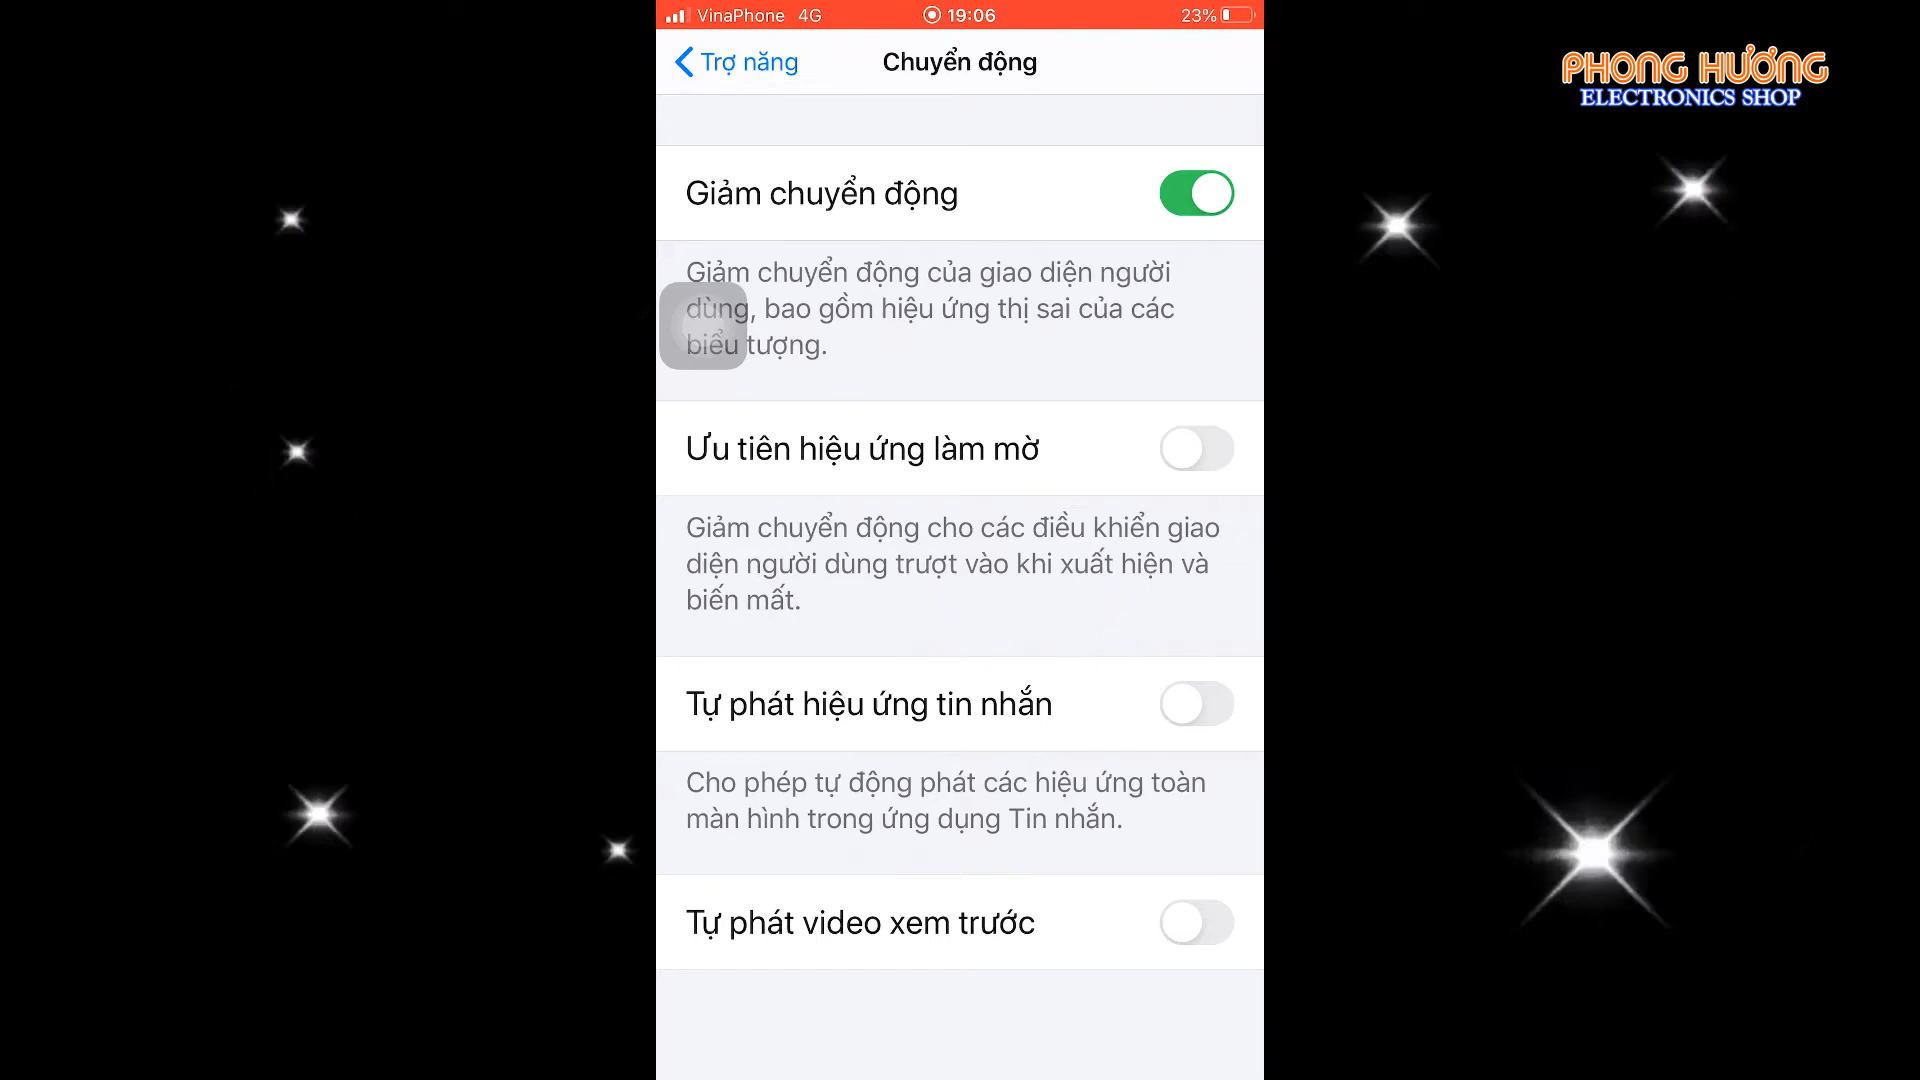 VinaPhone 4G 19:06 23%
PHONG HƯƠNG
ELECTRONICS SHOP
Trợ năng Chuyển động
Giảm chuyển động
Giảm chuyển động của giao diện người
dùng, bao gồm hiệu ứng thị sai của các
biểu tượng.
Ưu tiên hiệu ứng làm mờ
Giảm chuyển động cho các điều khiển giao
diện người dùng trượt vào khi xuất hiện và
biến mất.
Tự phát hiệu ứng tin nhắn
Cho phép tự động phát các hiệu ứng toàn
màn hình trong ứng dụng Tin nhắn.
Tự phát video xem trước